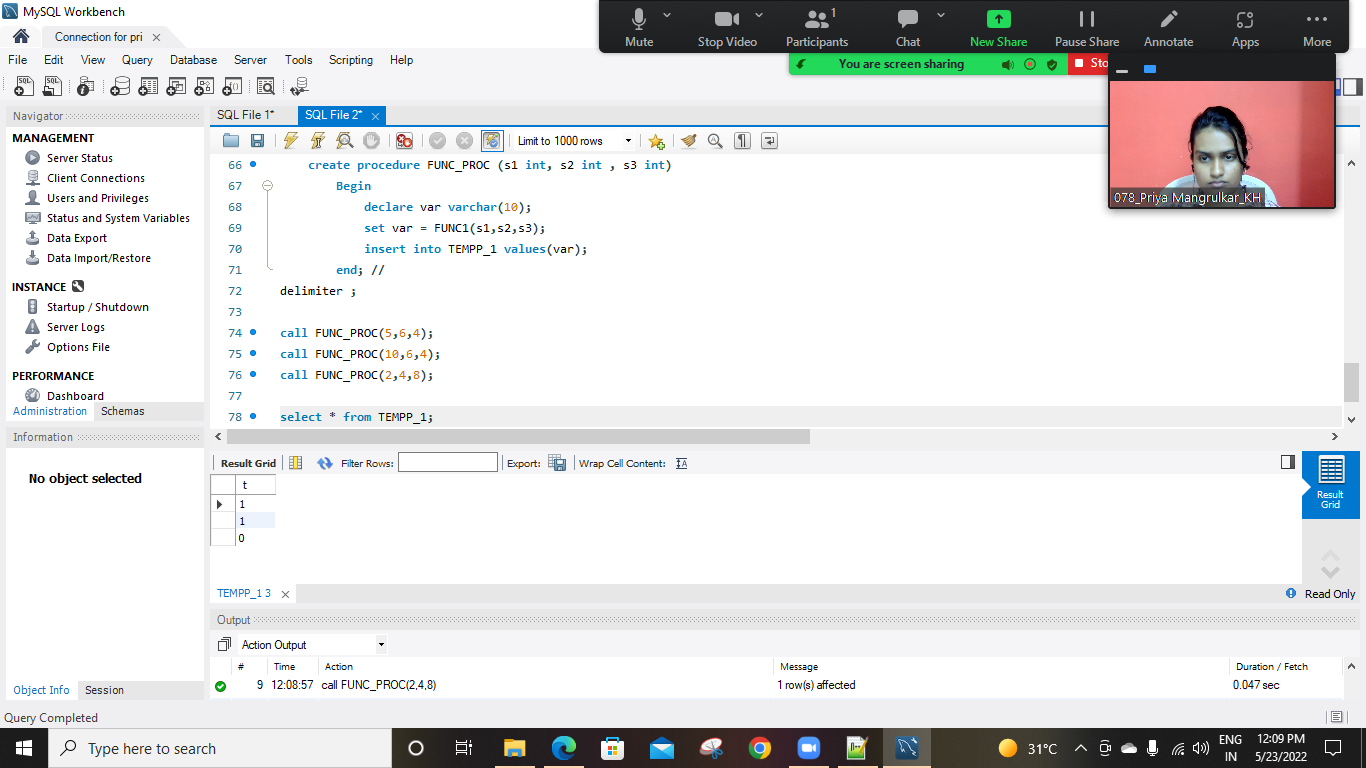 MySQL Workbench
Connection for pri
File Edit View Query Database Server Tools Scripting Help
1
Mute Stop Video Participants Chat New Share Pause Share Annotate Apps More
You are screen sharing
Sto
078_Priya Mangrulkar_KH
Navigator
MANAGEMENT
Server Status
Client Connections
Users and Privileges
Status and System Variables
Data Export
Data Import/Restore
INSTANCE
Startup / Shutdown
Server Logs
Options File
PERFORMANCE
Dashboard
Administration Schemas
Information
No object selected
Object Info Session
SQL File 1* SQL File 2*
Limit to 1000 rows
66 create procedure FUNC_PROC (s1 int, s2 int , s3 int)
67 Begin
68 declare var varchar(10);
69 set var = FUNC1(s1,s2,s3);
70 insert into TEMPP_1 values(var);
71 end; //
72 delimiter ;
73
74 call FUNC_PROC(5,6,4);
75 call FUNC_PROC(10,6,4);
76 call FUNC_PROC(2,4,8);
77
78 select * from TEMPP_1;
Result Grid Filter Rows: Export: Wrap Cell Content:
t
1
1
0
Result
Grid
TEMPP_1 3
Read Only
Output
Action Output
# Time Action Message Duration / Fetch
9 12:08:57 call FUNC_PROC(2,4,8) 1 row(s) affected 0.047 sec
Query Completed
Type here to search
31°C
ENG
IN
12:09 PM
5/23/2022